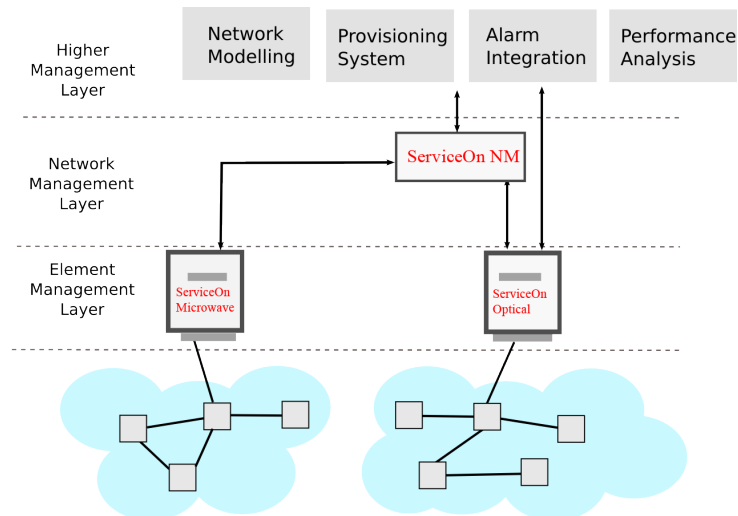 Higher
Management
Layer
Network
Modelling
Provisioning
System
Alarm
Integration
Performance
Analysis
Network
Management
Layer
ServiceOn NM
Element
Management
Layer
ServiceOn
Microwave
ServiceOn
Optical